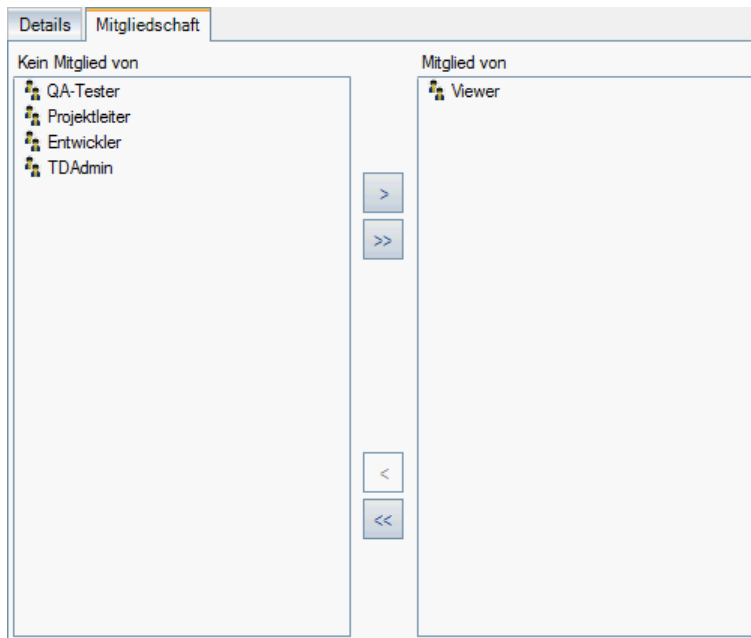 Details Mitgliedschaft
Kein Mitglied von
QA-Tester
Projektleiter
Entwickler
TDAdmin
>
>>
<
<<
Mitglied von
Viewer